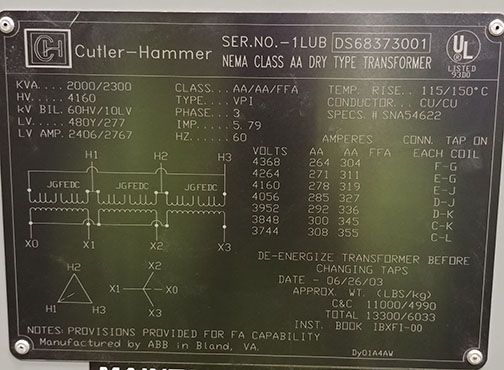 CH Cutler-Hammer
SER.NO.-1LUB DS68373001
NEMA CLASS AA DRY TYPE TRANSFORMER
UL
LISTED
93D0
KVA.... 2000/2300 CLASS... AA/AA/FFA TEMP. RISE.. 115/150°C
HV..... 4160 TYPE.... VPI CONDUCTOR.. CU/CU
kV BIL. 60HV/10LV PHASE... 3 SPECS. # SNA54622
LV..... 480Y/277 IMP..... 5.79
LV AMP. 2406/2767 HZ...... 60
AMPERES CONN. TAP ON
VOLTS AA AA FFA EACH COIL
4368 264 304 F-G
4264 271 311 E-G
4160 278 319 E-J
4056 285 327 D-J
3952 292 336 D-K
3848 300 345 C-K
3744 308 355 C-L
H1 H2 H3
JGFEDC JGFEDC JGFEDC
X0 X1 X2 X3
H2 X2
X1 X0
H1 H3 X3
DE-ENERGIZE TRANSFORMER BEFORE
CHANGING TAPS
DATE - 06/26/03
APPROX. WT. (LBS/kg)
C&C 11000/4990
TOTAL 13300/6033
INST. BOOK IBXFI-00
NOTES: PROVISIONS PROVIDED FOR FA CAPABILITY
Manufactured by ABB in Bland, VA.
Dy01A4AW